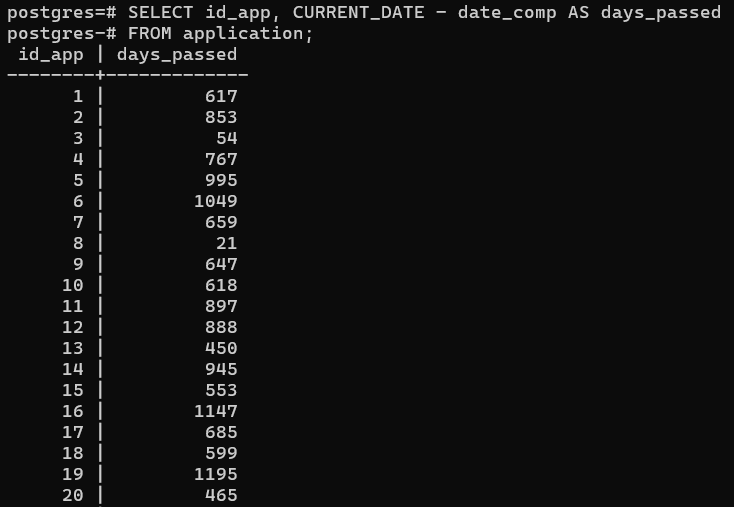 postgres=# SELECT id_app, CURRENT_DATE - date_comp AS days_passed
postgres-# FROM application;
 id_app | days_passed
--------+-------------
      1 |         617
      2 |         853
      3 |          54
      4 |         767
      5 |         995
      6 |        1049
      7 |         659
      8 |          21
      9 |         647
     10 |         618
     11 |         897
     12 |         888
     13 |         450
     14 |         945
     15 |         553
     16 |        1147
     17 |         685
     18 |         599
     19 |        1195
     20 |         465